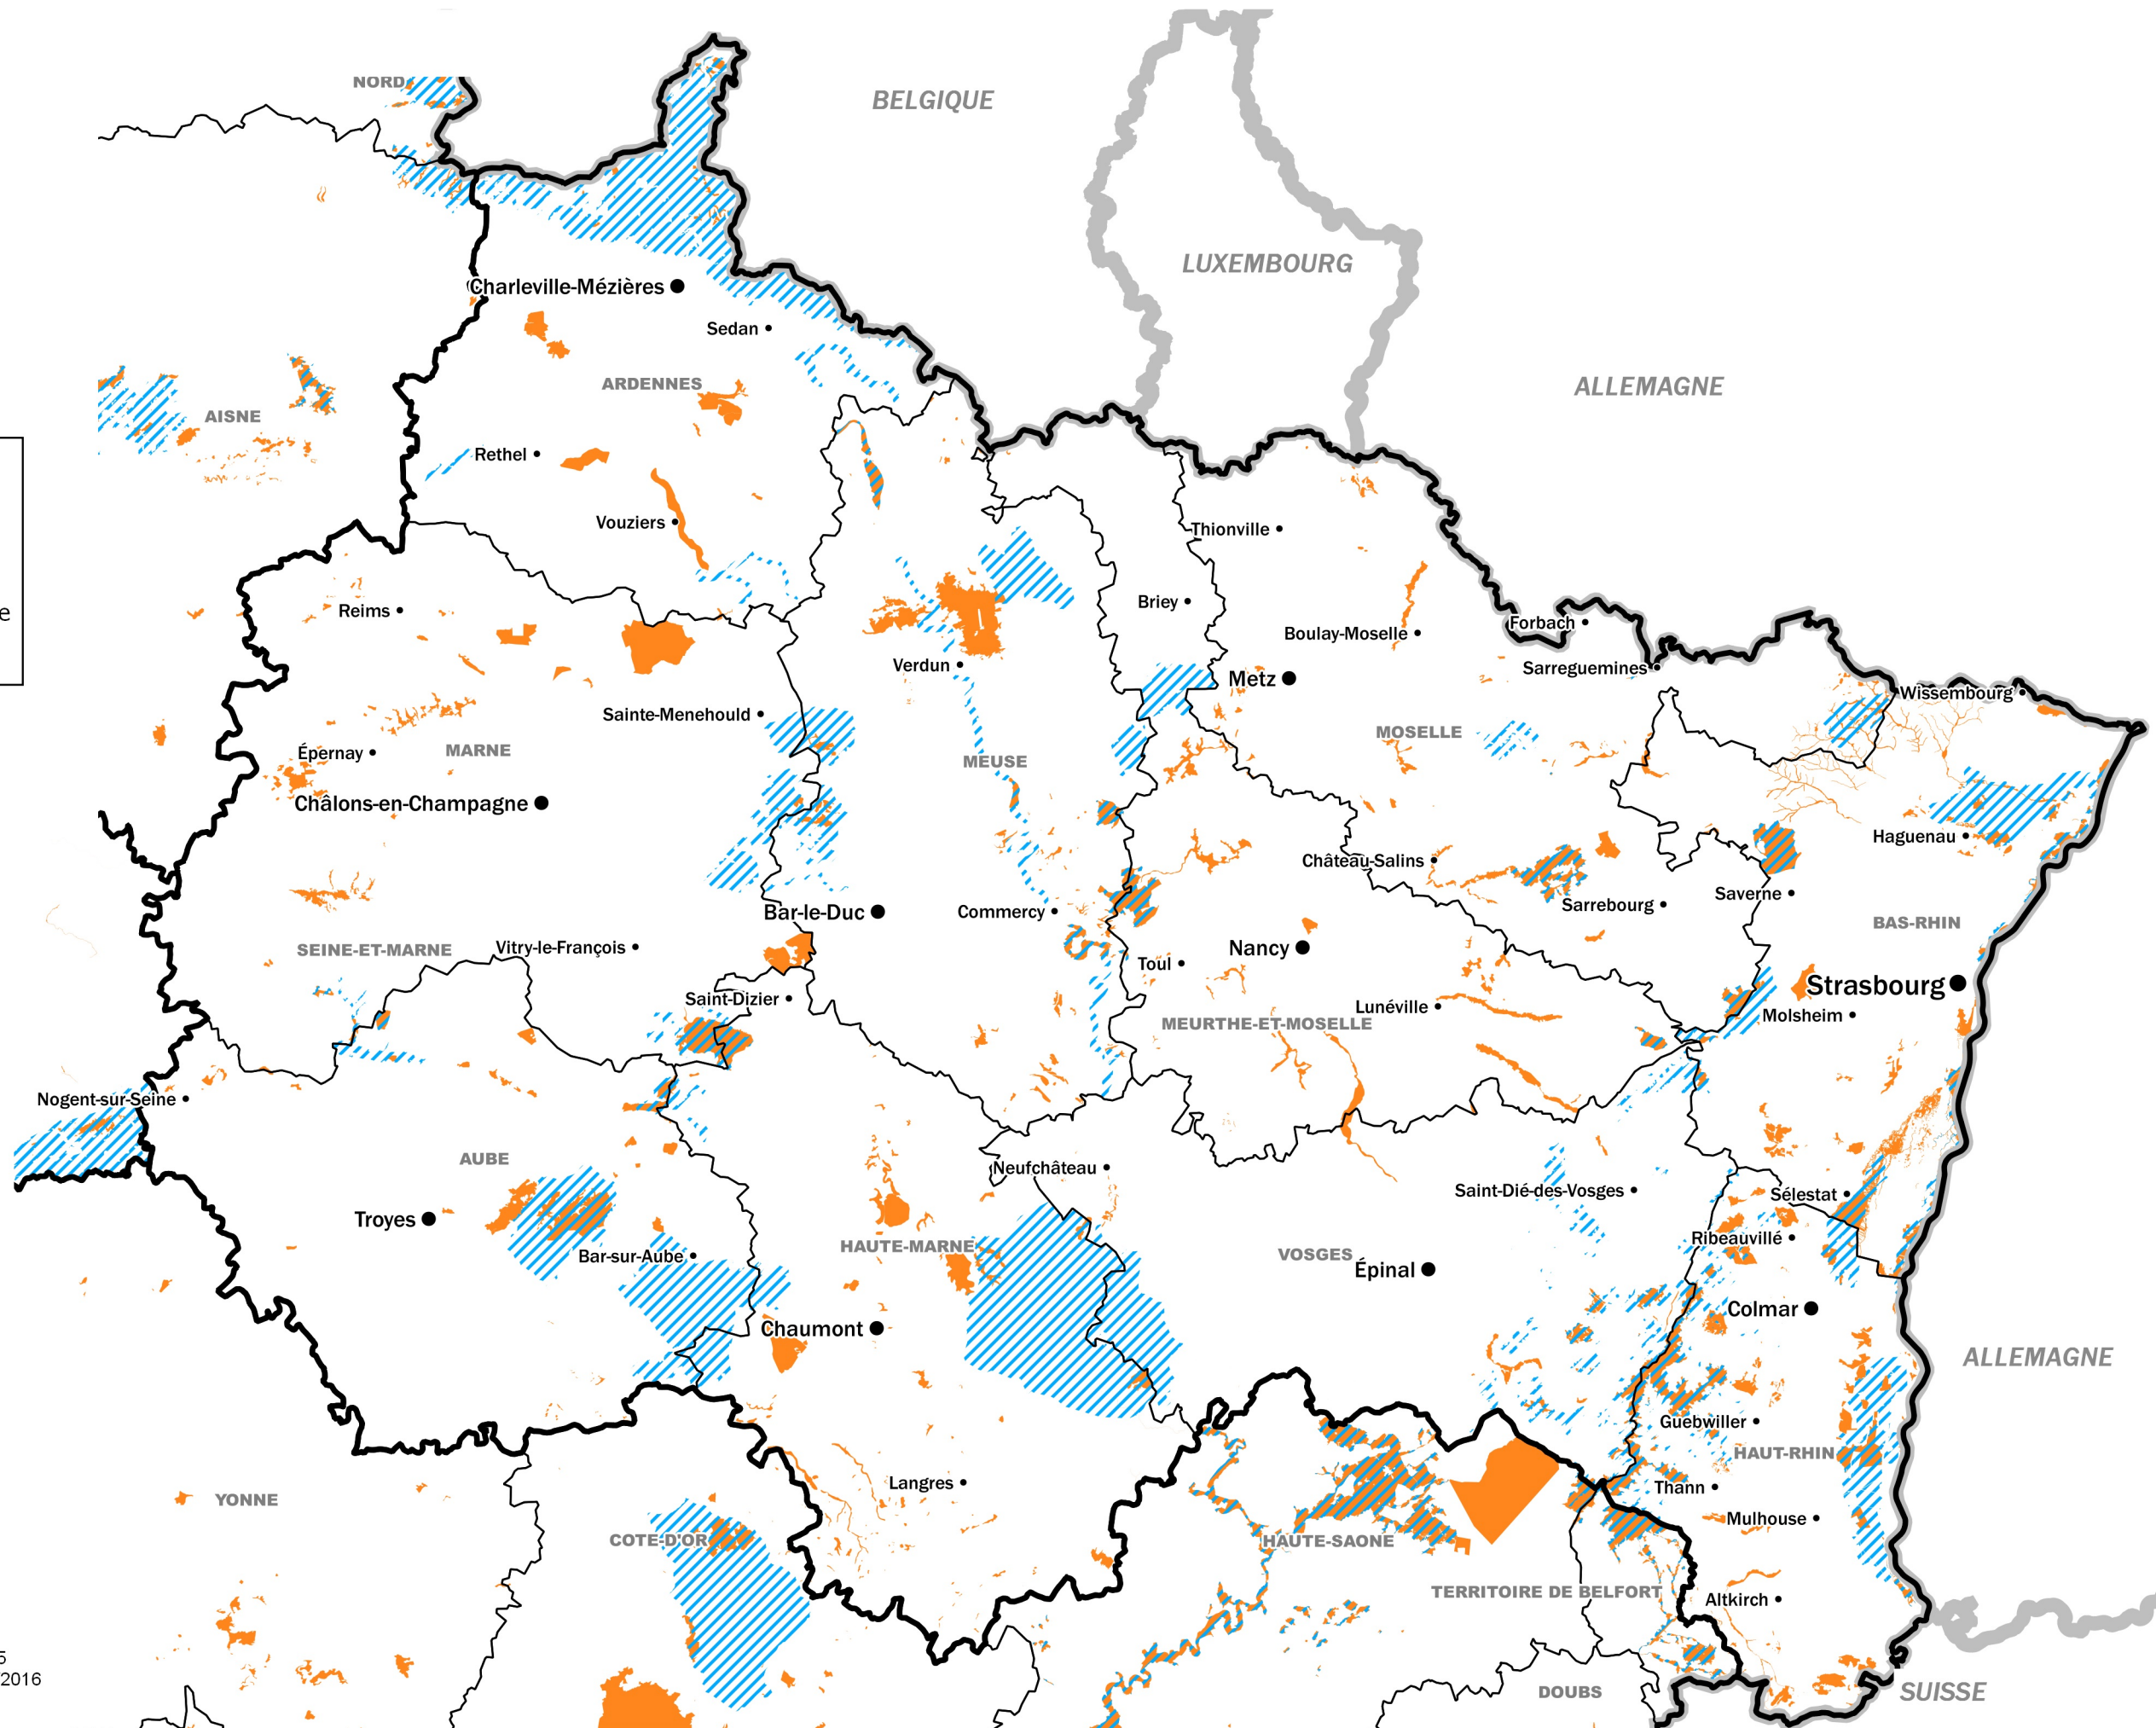 NORD
BELGIQUE
LUXEMBOURG
Charleville-Mézières
Sedan
ARDENNES
ALLEMAGNE
AISNE
Rethel
Vouziers
Thionville
Reims
Briey
e
Boulay-Moselle
Forbach
Verdun
Metz
Sarreguemines
Wissembourg
Sainte-Menehould
Épernay
MARNE
MOSELLE
MEUSE
Châlons-en-Champagne
Haguenau
Château-Salins
Saverne
Bar-le-Duc
Commercy
Sarrebourg
BAS-RHIN
SEINE-ET-MARNE
Vitry-le-François
Nancy
Toul
Strasbourg
Saint-Dizier
Lunéville
Molsheim
MEURTHE-ET-MOSELLE
Nogent-sur-Seine
AUBE
Neufchâteau
Saint-Dié-des-Vosges
Sélestat
Troyes
Ribeauvillé
HAUTE-MARNE
Bar-sur-Aube
VOSGES
Épinal
Colmar
Chaumont
ALLEMAGNE
Guebwiller
HAUT-RHIN
Langres
Thann
YONNE
Mulhouse
COTE-D'OR
HAUTE-SAONE
TERRITOIRE DE BELFORT
Altkirch
5
2016
DOUBS
SUISSE